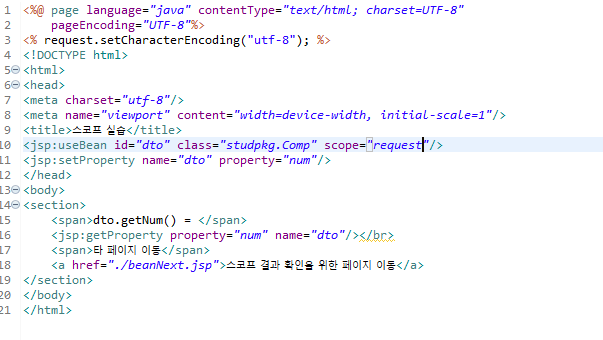 1 <%@ page language="java" contentType="text/html; charset=UTF-8"
2     pageEncoding="UTF-8"%>
3 <% request.setCharacterEncoding("utf-8"); %>
4 <!DOCTYPE html>
5 <html>
6 <head>
7 <meta charset="utf-8"/>
8 <meta name="viewport" content="width=device-width, initial-scale=1"/>
9 <title>스코프 실습</title>
10 <jsp:useBean id="dto" class="studpkg.Comp" scope="request"/>
11 <jsp:setProperty name="dto" property="num"/>
12 </head>
13 <body>
14 <section>
15     <span>dto.getNum() = </span>
16     <jsp:getProperty property="num" name="dto"/></br>
17     <span>타 페이지 이동</span>
18     <a href="./beanNext.jsp">스코프 결과 확인을 위한 페이지 이동</a>
19 </section>
20 </body>
21 </html>